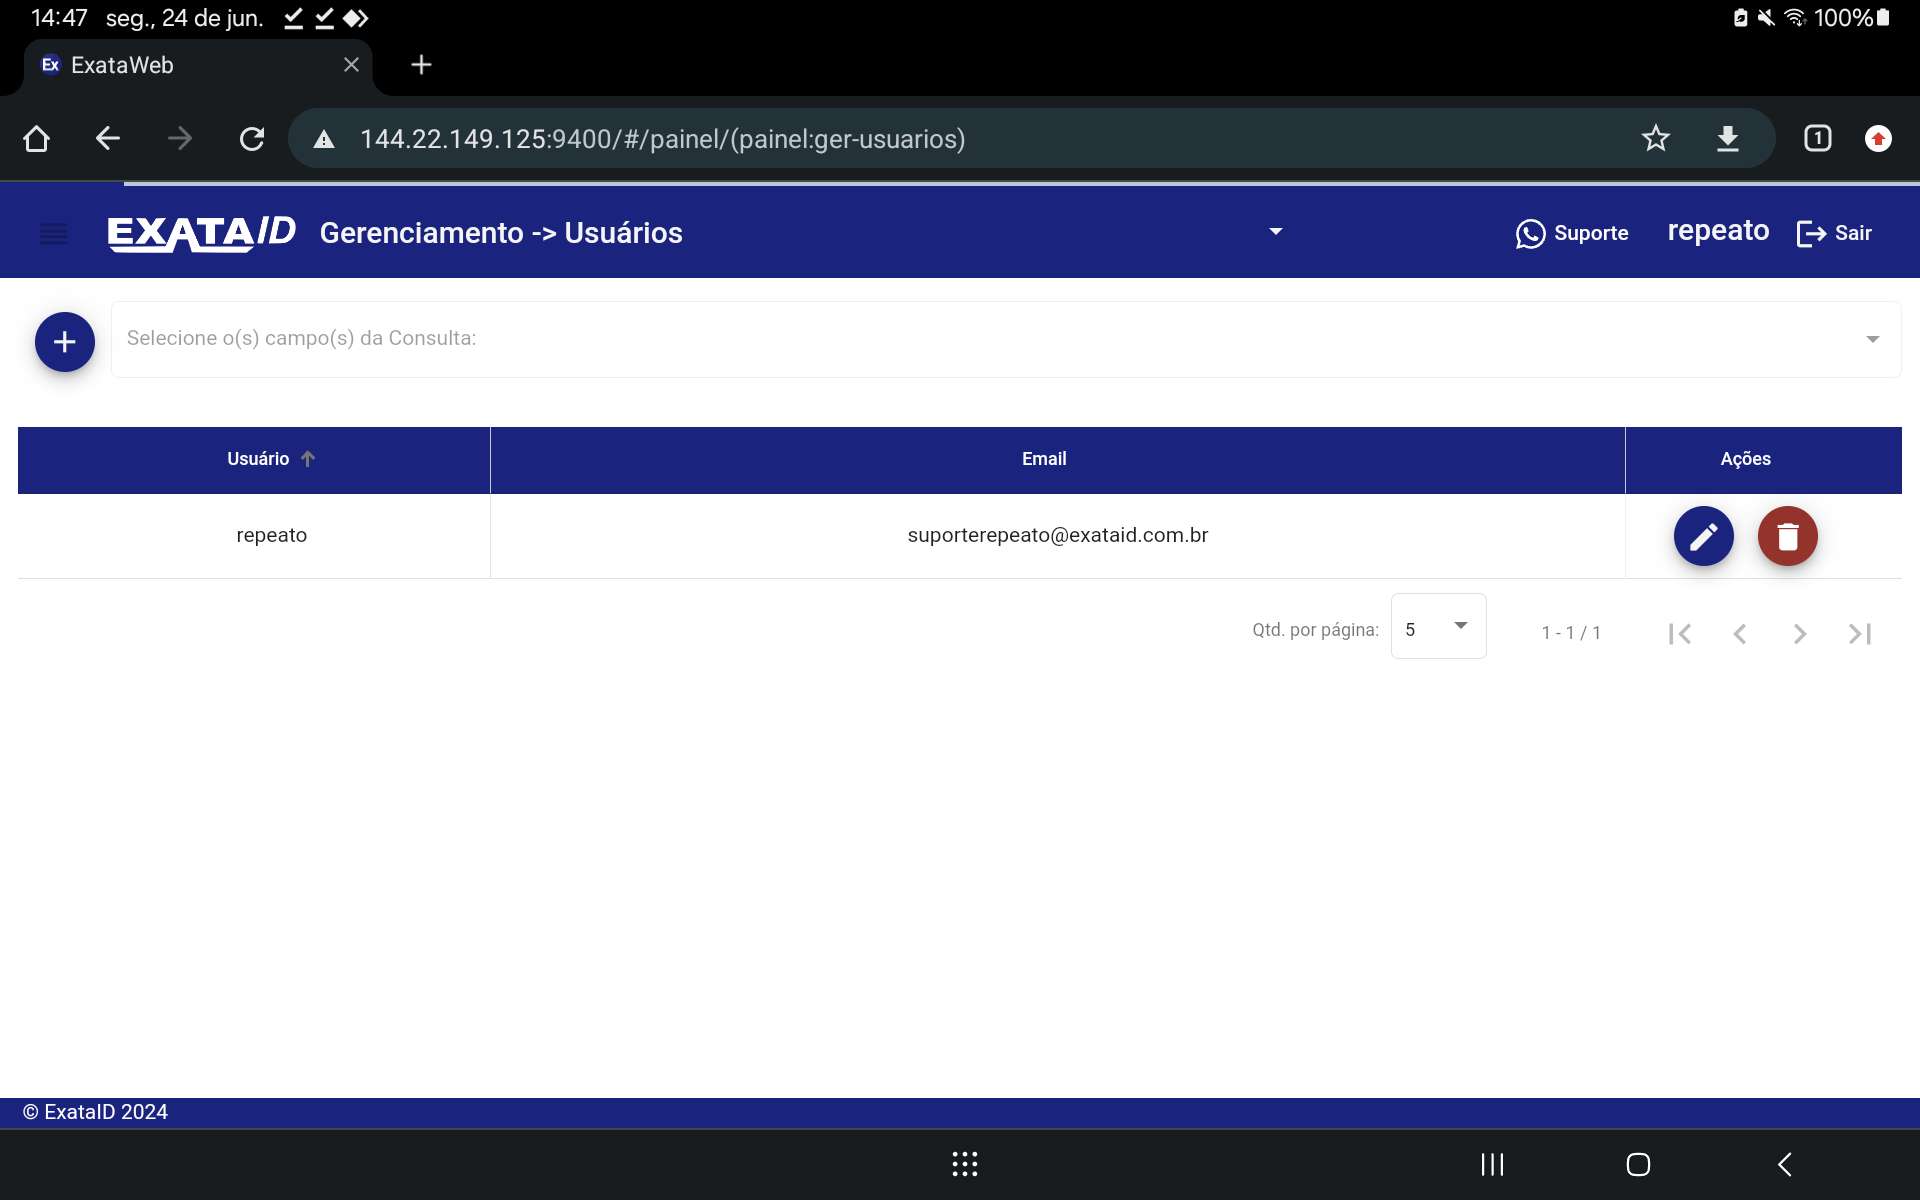 14:47 seg., 24 de jun. 100%
Ex ExataWeb
144.22.149.125:9400/#/painel/(painel:ger-usuarios) 1
EXATAID Gerenciamento -> Usuários Suporte repeato Sair
Selecione o(s) campo(s) da Consulta:
Usuário Email Ações
repeato suporterepeato@exataid.com.br
Qtd. por página: 5 1 - 1 / 1
© ExataID 2024